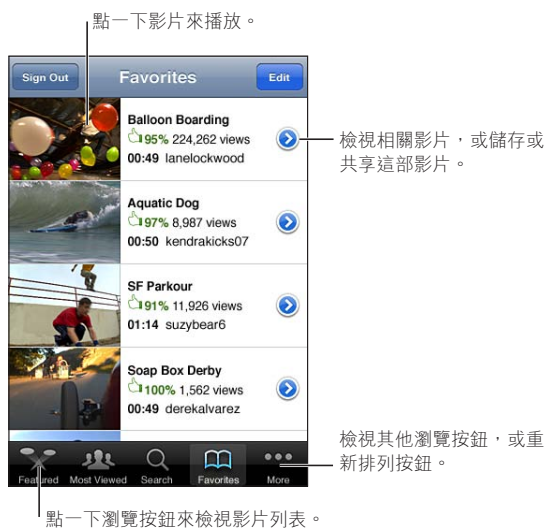 點一下影片來播放。
Sign Out Favorites Edit
Balloon Boarding
95% 224,262 views
00:49 lanelockwood
檢視相關影片，或儲存或
共享這部影片。
Aquatic Dog
97% 8,987 views
00:50 kendrakicks07
SF Parkour
91% 11,926 views
01:14 suzybear6
Soap Box Derby
100% 1,562 views
00:49 derekalvarez
檢視其他瀏覽按鈕，或重
新排列按鈕。
Featured Most Viewed Search Favorites More
點一下瀏覽按鈕來檢視影片列表。